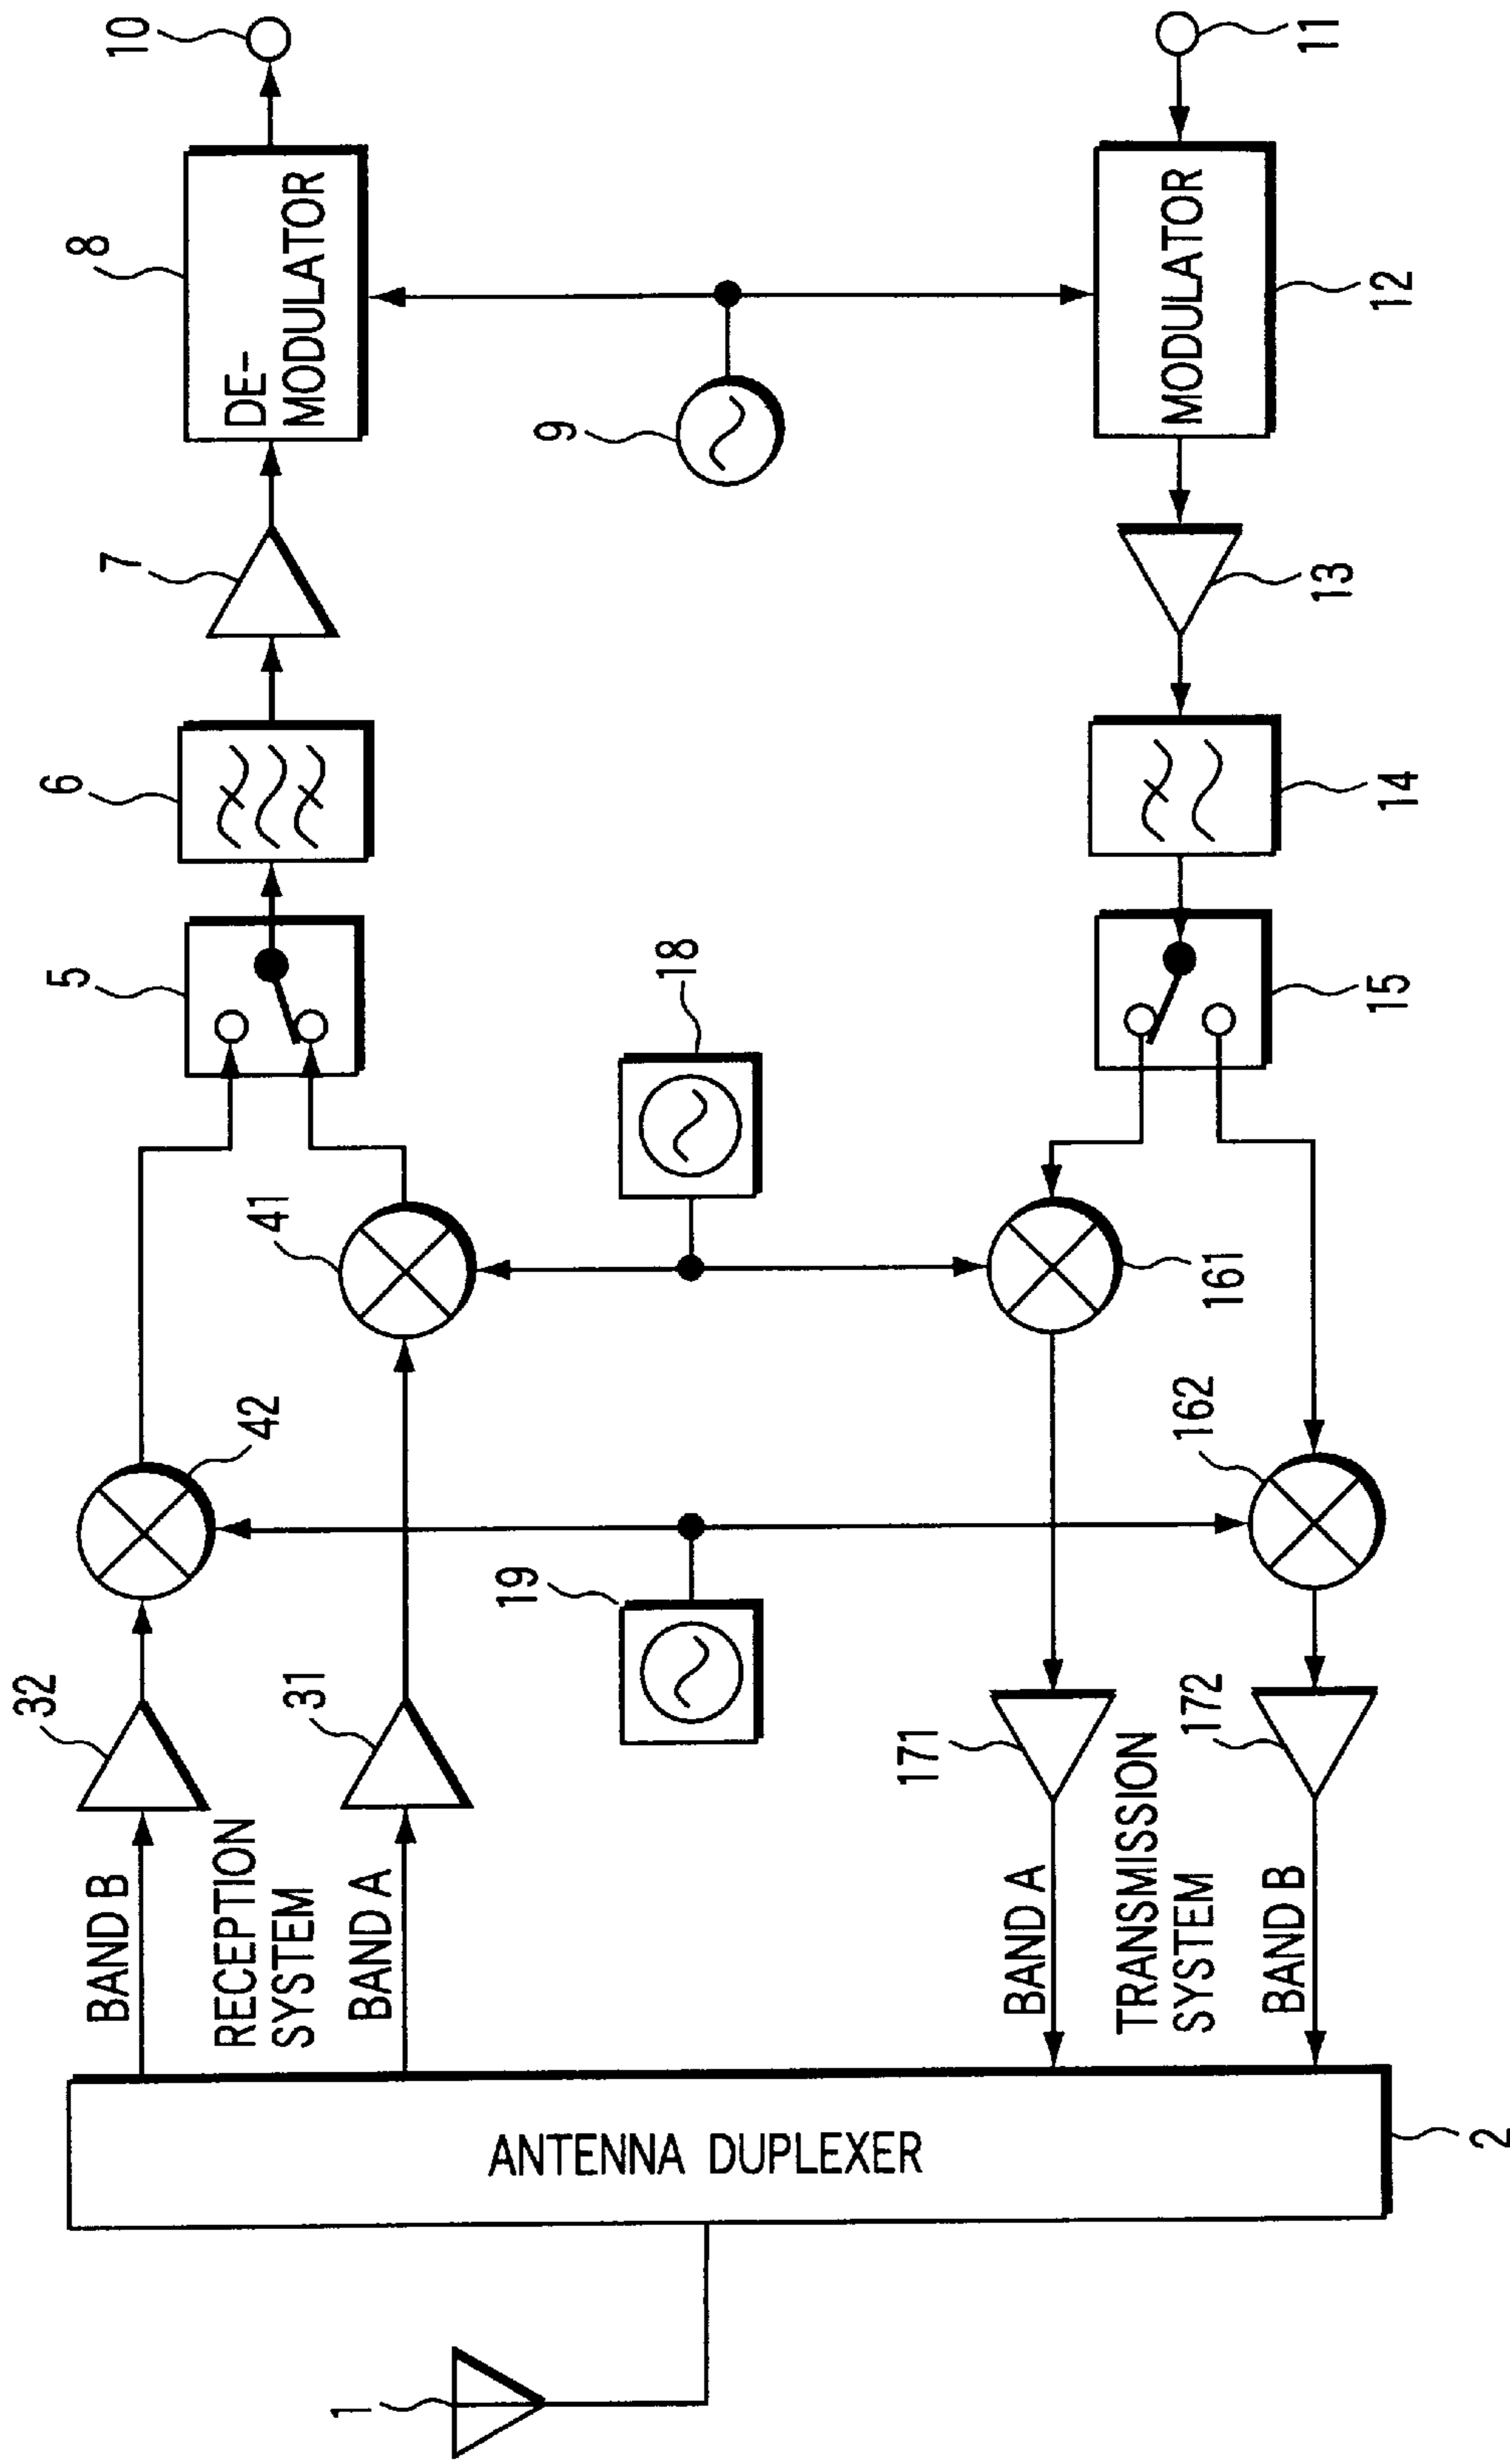 10
8
DE-
MODULATOR
7
6
5
9
18
41
42
19
32
31
BAND B
RECEPTION
SYSTEM
BAND A
ANTENNA DUPLEXER
1
2
11
MODULATOR
12
13
14
15
161
162
171
172
BAND A
TRANSMISSION
SYSTEM
BAND B